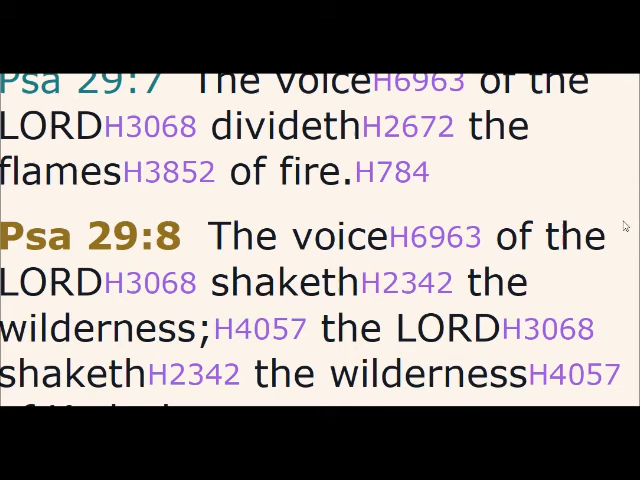 Psa 29:7 The voiceH6963 of the
LORDH3068 dividethH2672 the
flamesH3852 of fire.H784
Psa 29:8 The voiceH6963 of the
LORDH3068 shakethH2342 the
wilderness;H4057 the LORDH3068
shakethH2342 the wildernessH4057